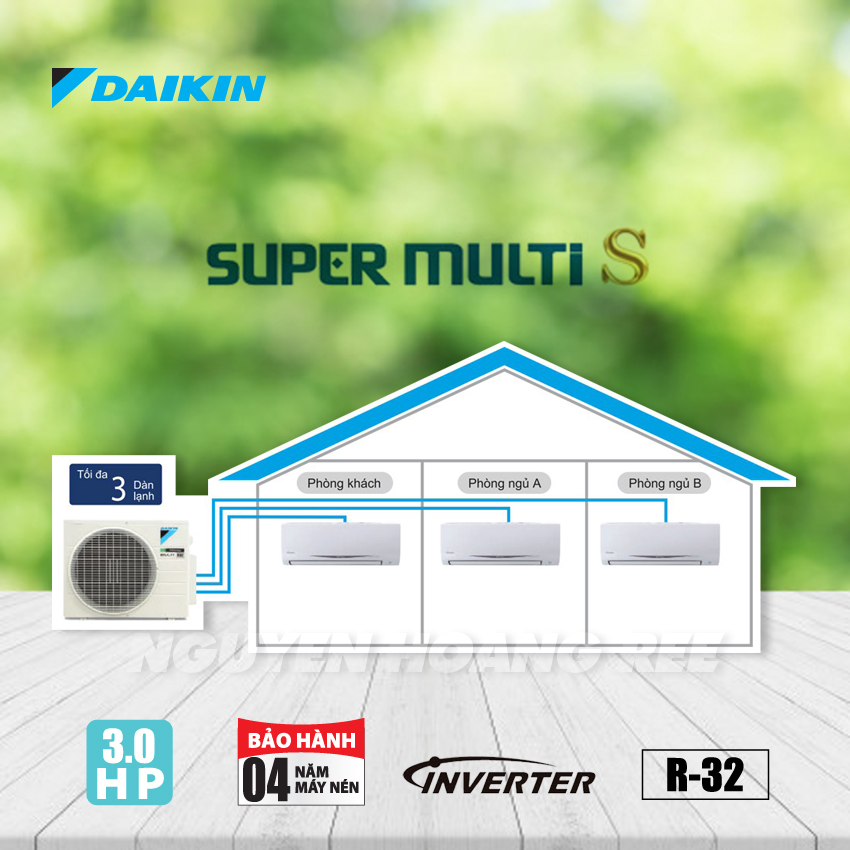 DAIKIN
SUPER MULTI S
Tối đa
3 Dàn
lạnh
Phòng khách
Phòng ngủ A
Phòng ngủ B
NGUYEN HOANG REE
3.0
HP
BẢO HÀNH
04 NĂM
MÁY NÉN
INVERTER
R-32